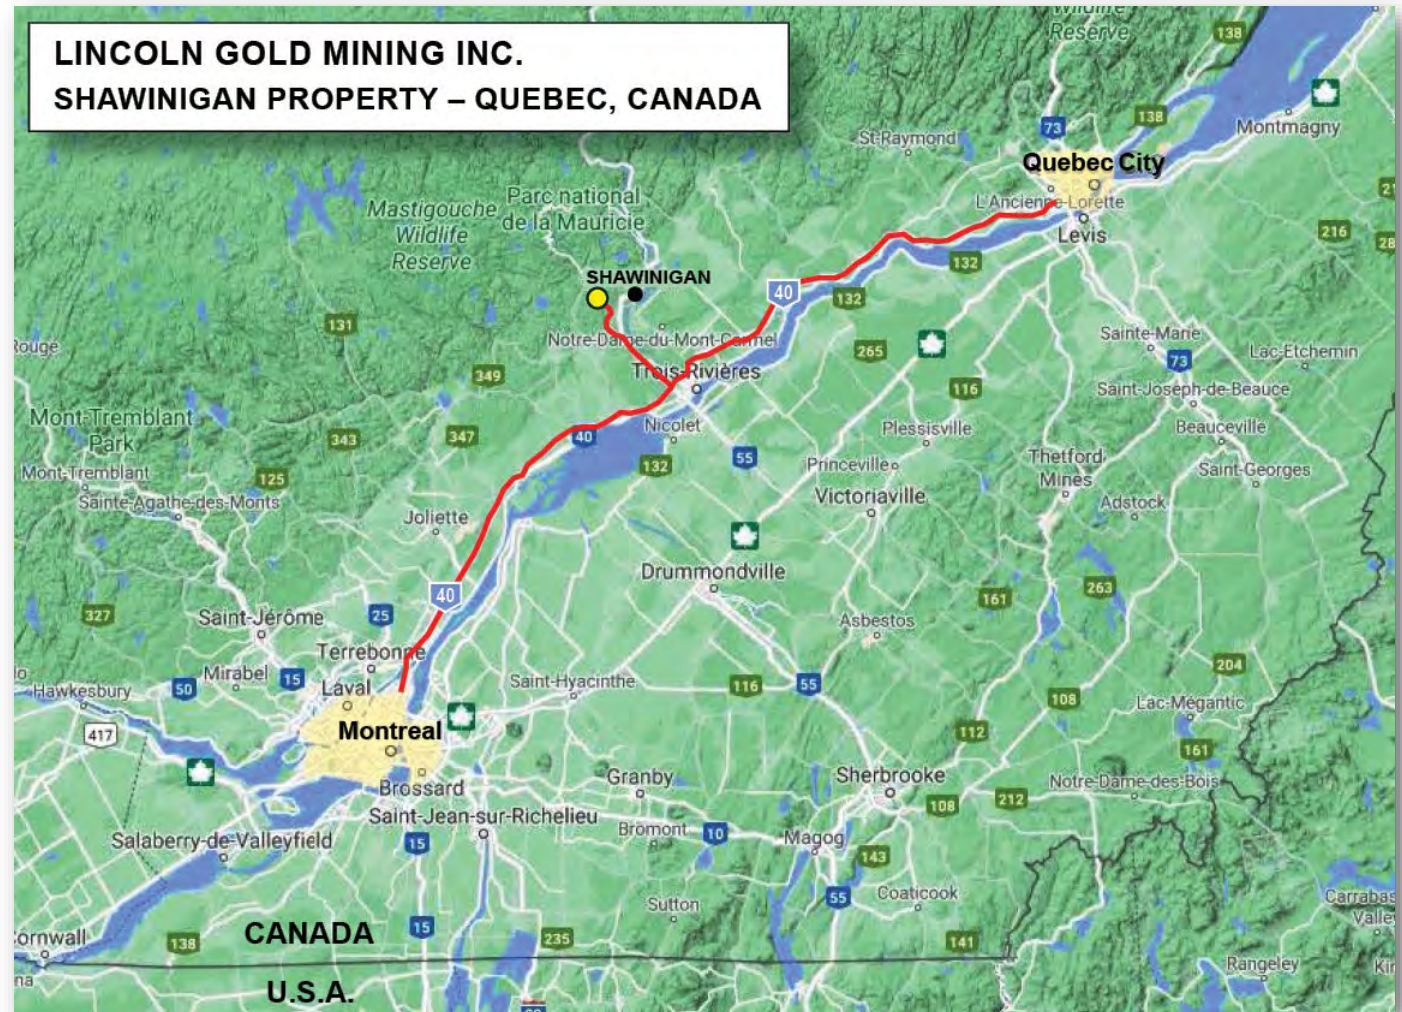 LINCOLN GOLD MINING INC.
SHAWINIGAN PROPERTY – QUEBEC, CANADA
Wildlife
Reserve
138
Montmagny
73
138
St-Raymond
Quebec City
L'Ancienne-Lorette
Levis
Parc national
de la Mauricie
Mastigouche
Wildlife
Reserve
216
132
SHAWINIGAN
40
132
131
Notre-Dame-du-Mont-Carmel
Rouge
265
Sainte-Marie
73
Lac-Etchemin
349
Trois-Rivières
116
Saint-Joseph-de-Beauce
Mont-Tremblant
Park
343
347
40
Nicolet
Plessisville
Beauceville
Mont-Tremblant
125
132
55
Princeville
Thetford
Mines
Saint-Georges
Sainte-Agathe-des-Monts
Victoriaville
Adstock
Joliette
Drummondville
40
161
263
327
Saint-Jérôme
25
Asbestos
Terrebonne
204
Hawkesbury
50
Mirabel
15
Laval
Saint-Hyacinthe
116
55
108
Lac-Mégantic
417
Montreal
112
161
Brossard
Granby
Sherbrooke
Notre-Dame-des-Bois
108
212
Saint-Jean-sur-Richelieu
Salaberry-de-Valleyfield
15
Bromont
10
Magog
143
55
Coaticook
Sutton
Carrabas
Valley
15
138
CANADA
235
141
ornwall
Rangeley
U.S.A.